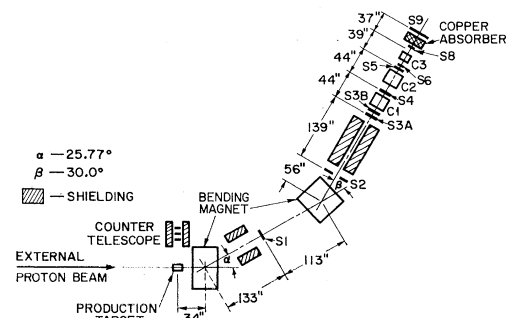 37"
S9
COPPER
ABSORBER
39"
S8
44"
C3
S5
S6
C2
44"
S4
S3B
C1
S3A
139"
α — 25.77°
β — 30.0°
— SHIELDING
56"
β
S2
BENDING
MAGNET
COUNTER
TELESCOPE
S1
α
EXTERNAL
PROTON BEAM
113"
133"
PRODUCTION
TARGET
34"